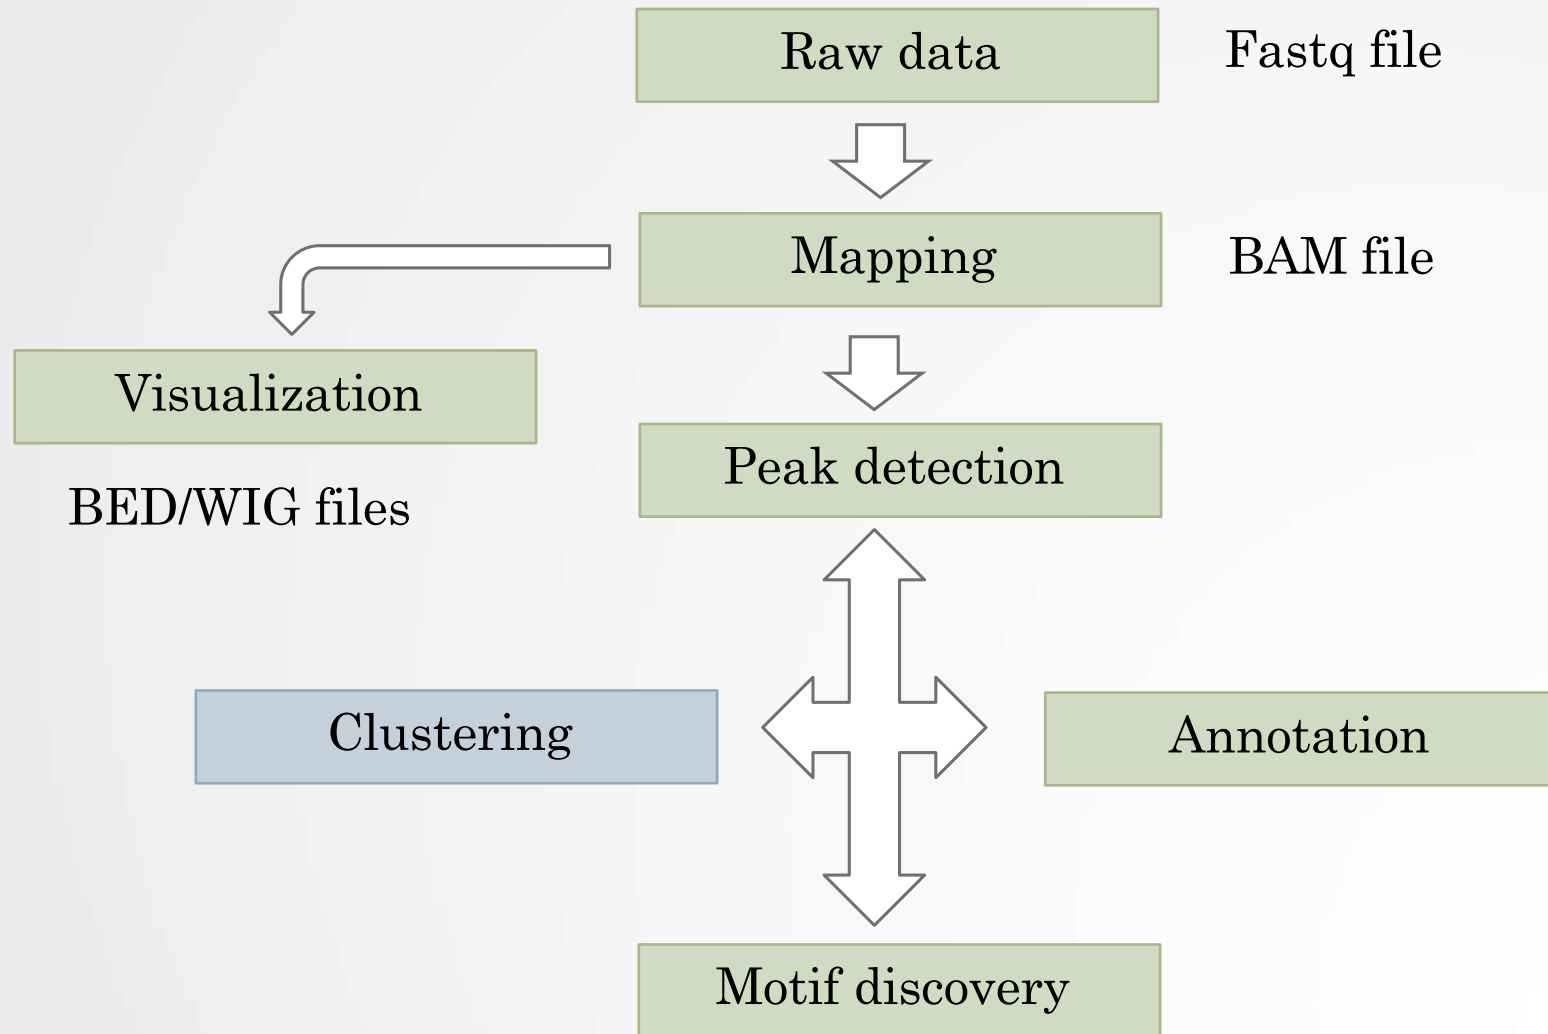 Raw data
Fastq file
Mapping
BAM file
Visualization
BED/WIG files
Peak detection
Clustering
Annotation
Motif discovery